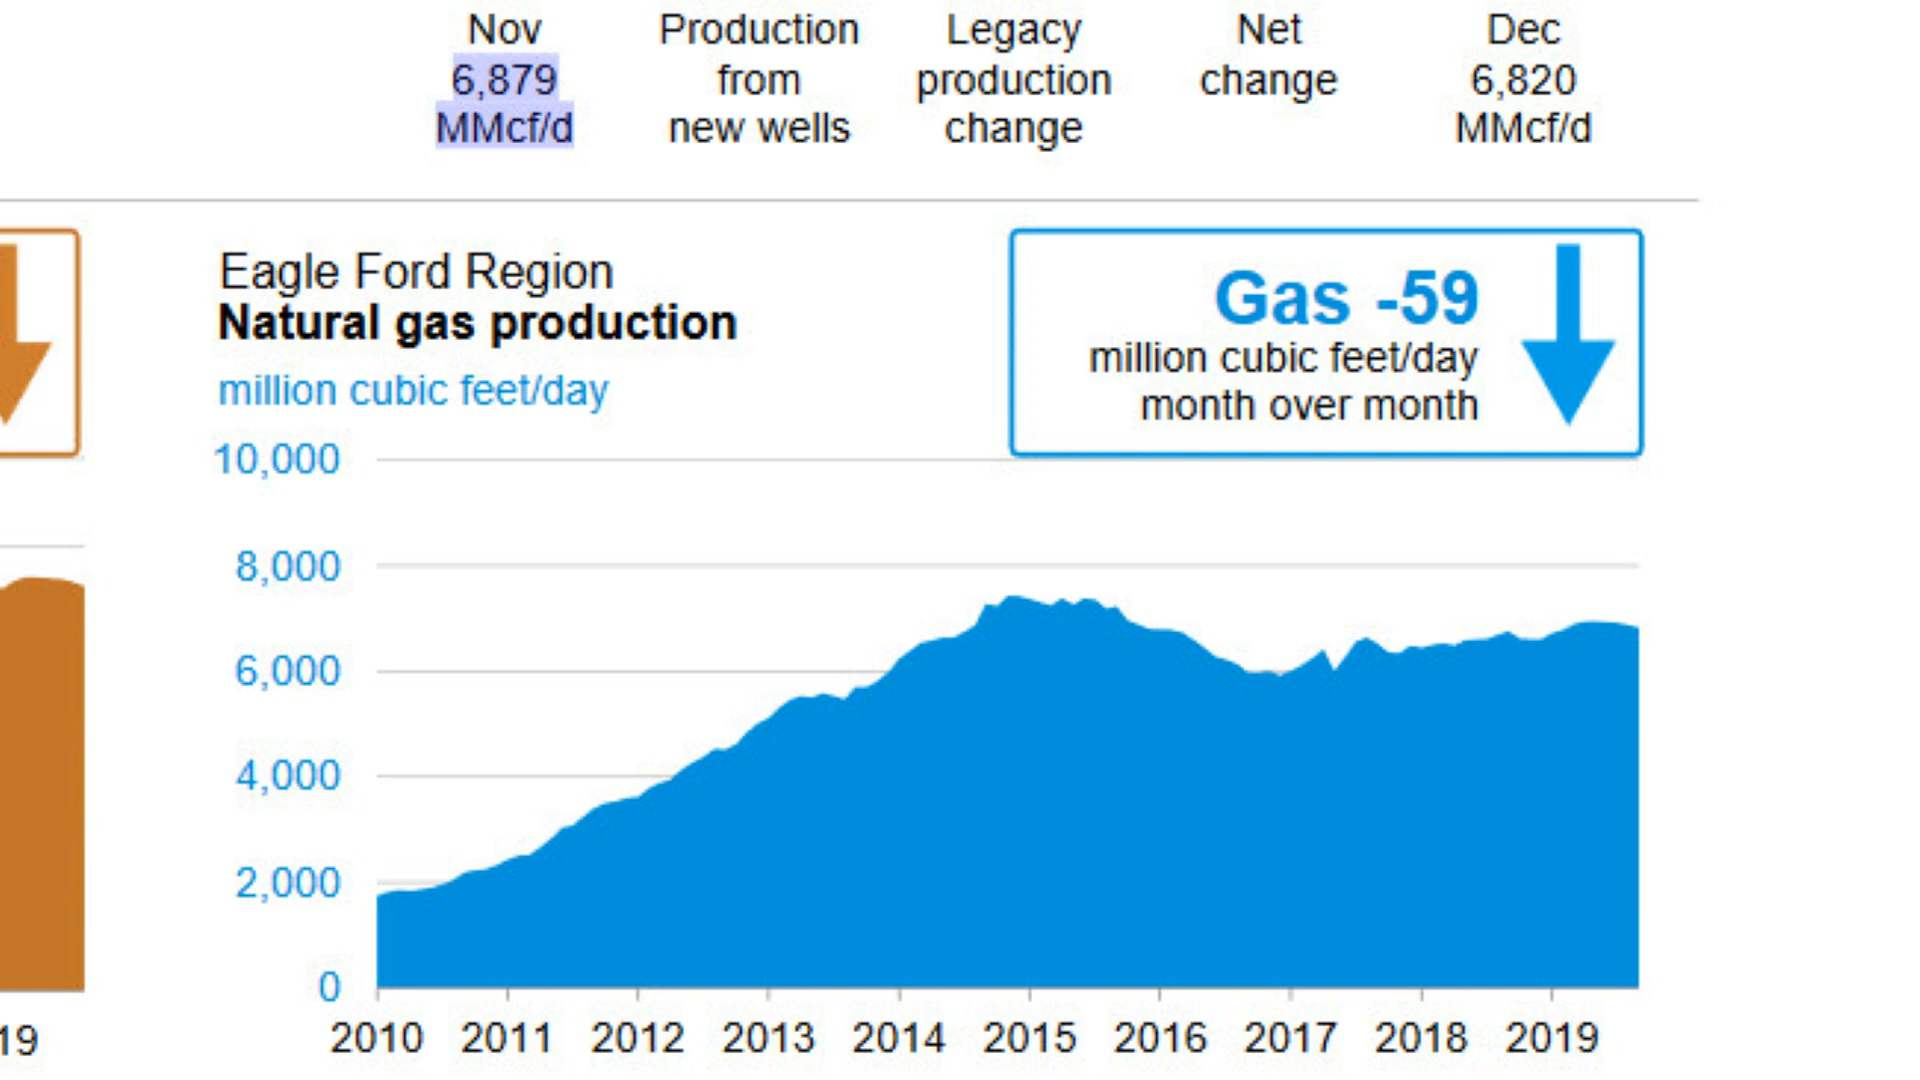 Nov
6,879
MMcf/d
Production
from
new wells
Legacy
production
change
Net
change
Dec
6,820
MMcf/d
Eagle Ford Region
Natural gas production
million cubic feet/day
Gas -59
million cubic feet/day
month over month
10,000
8,000
6,000
4,000
2,000
0
19
2010 2011 2012 2013 2014 2015 2016 2017 2018 2019